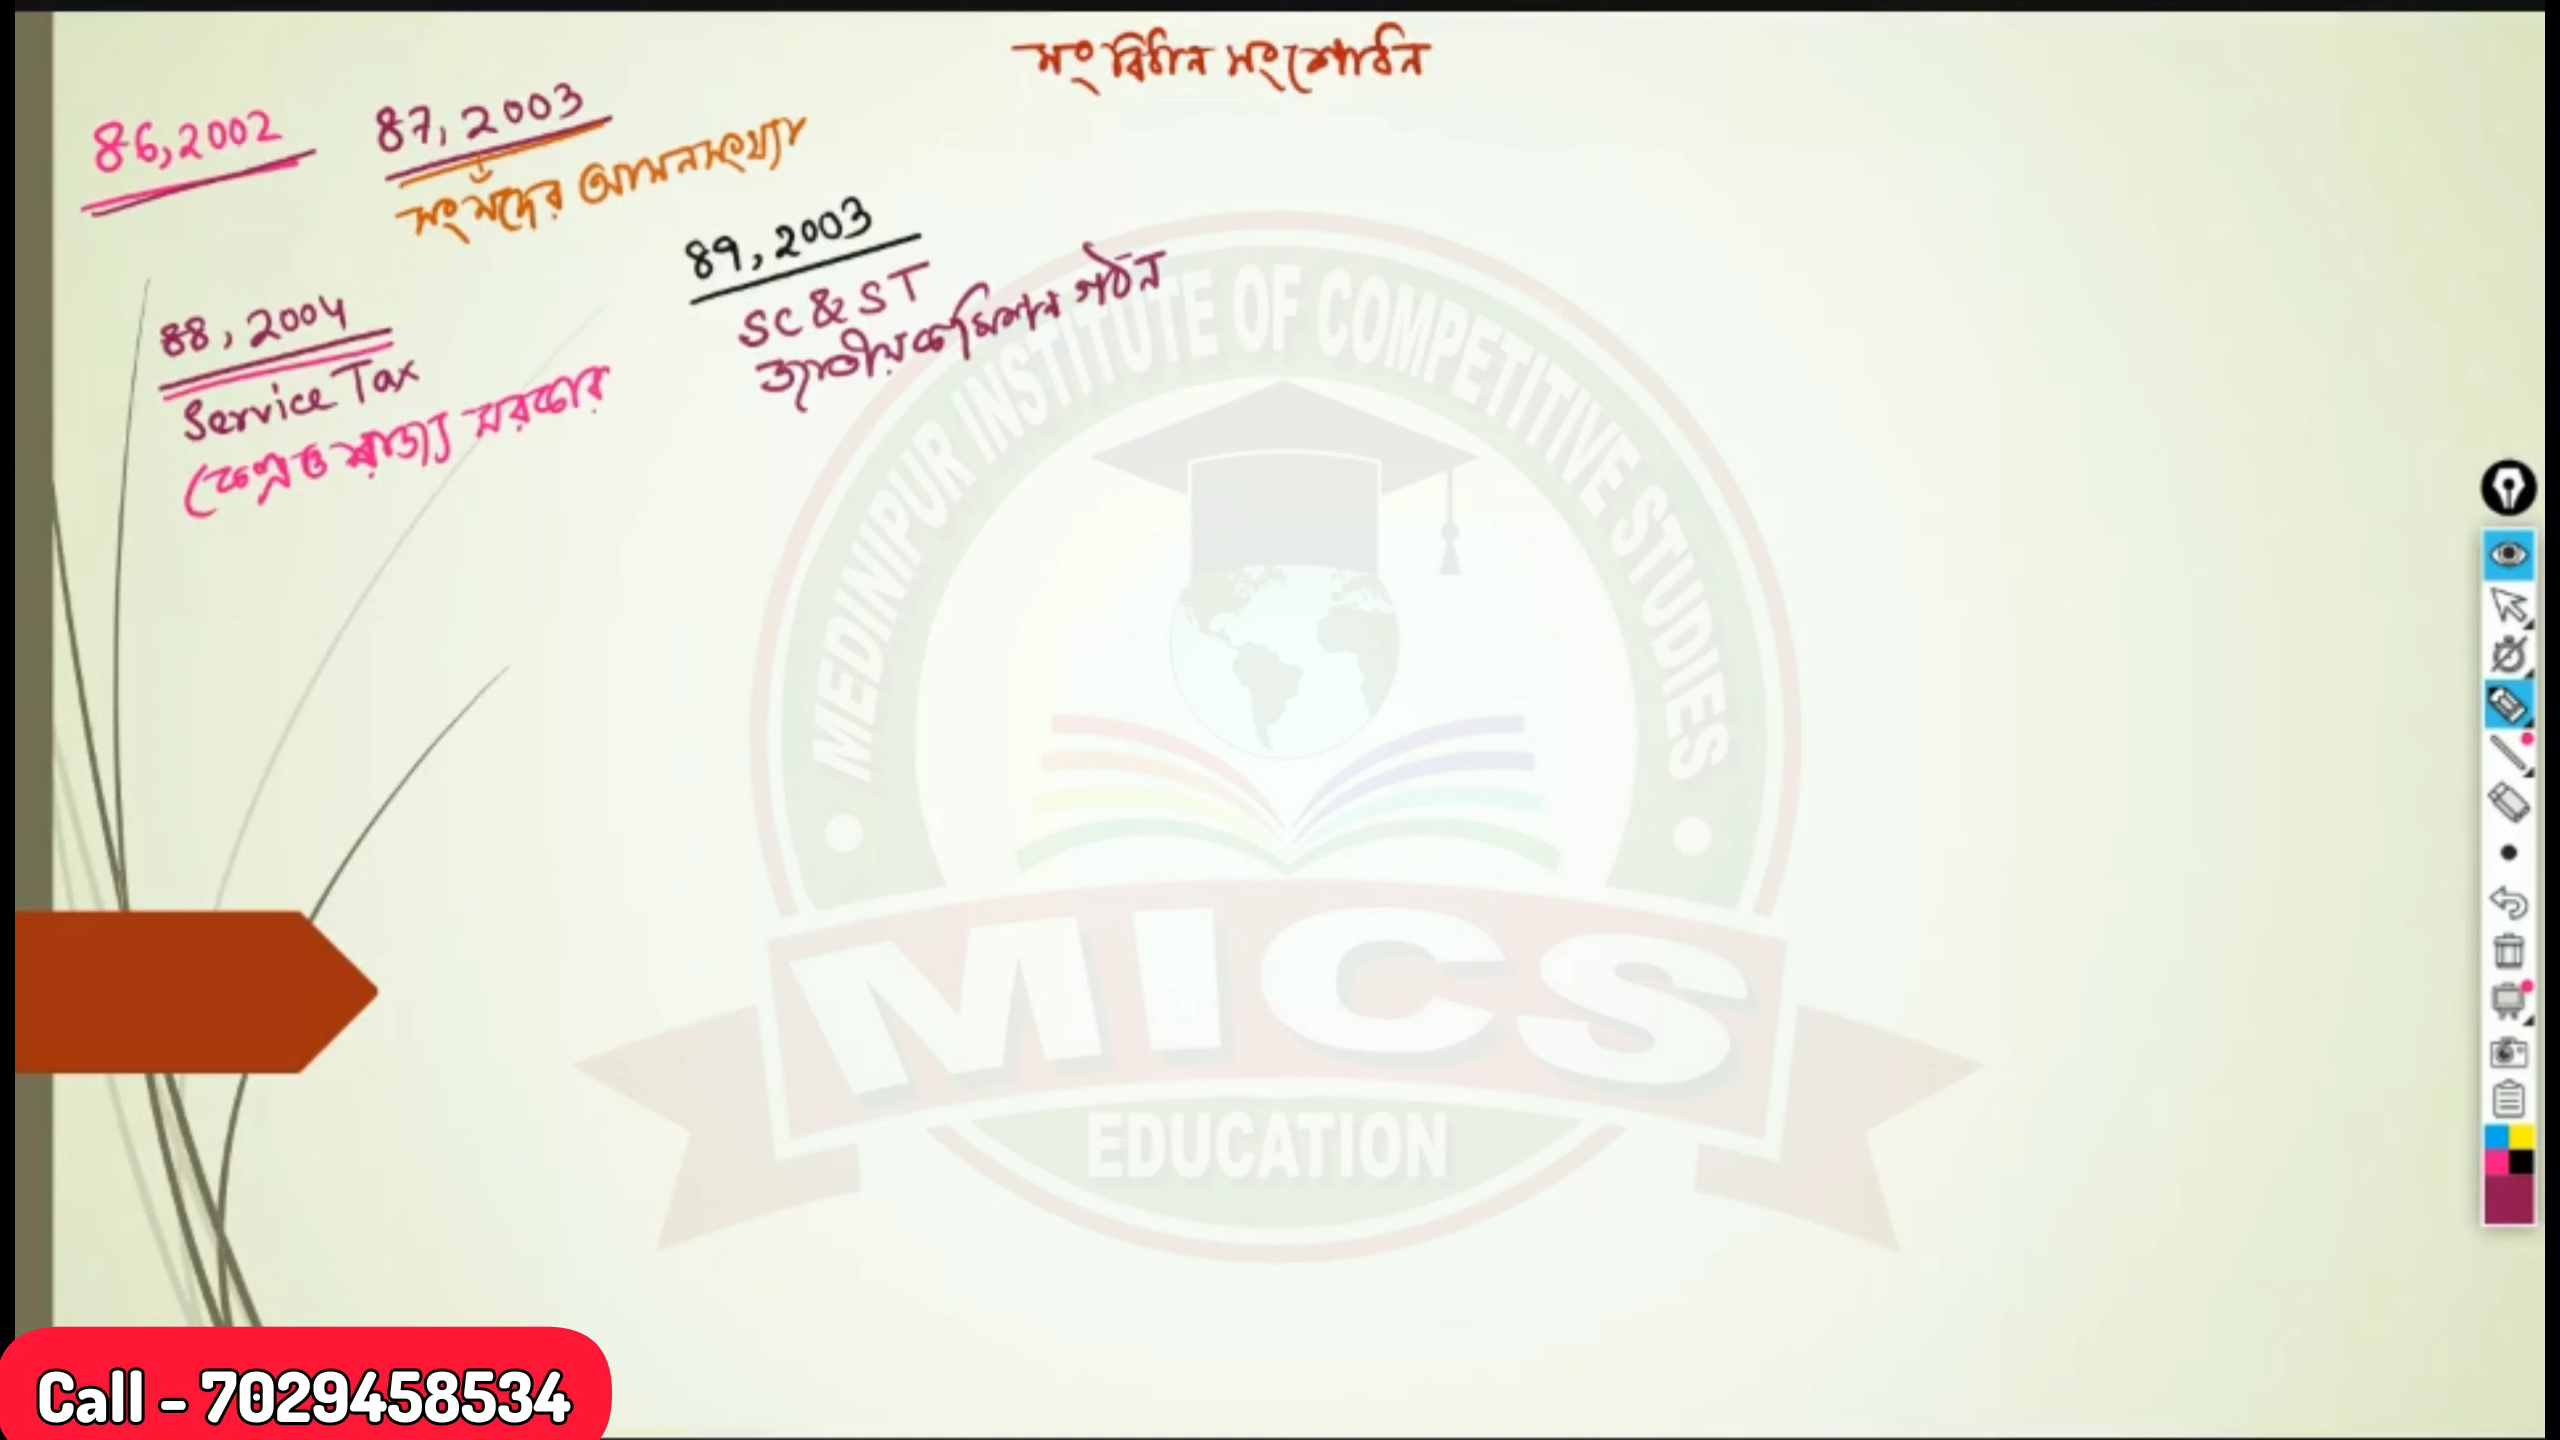 সংবিধান সংশোধন
86,2002
87, 2003
সংসদের আসনসংখ্যা
89, 2003
SC & ST
জাতীয় কমিশন গঠন
88, 2004
Service Tax
কেন্দ্র ও রাজ্য সরকার
MEDINIPUR INSTITUTE OF COMPETITIVE STUDIES
MICS
EDUCATION
Call - 7029458534